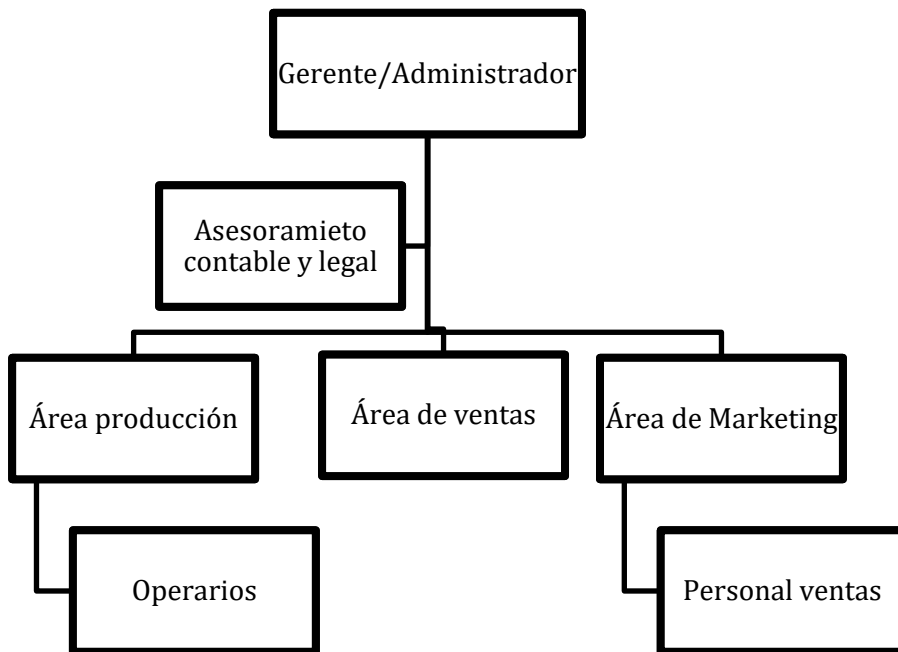 Gerente/Administrador
Asesoramieto
contable y legal
Área producción
Área de ventas
Área de Marketing
Operarios
Personal ventas